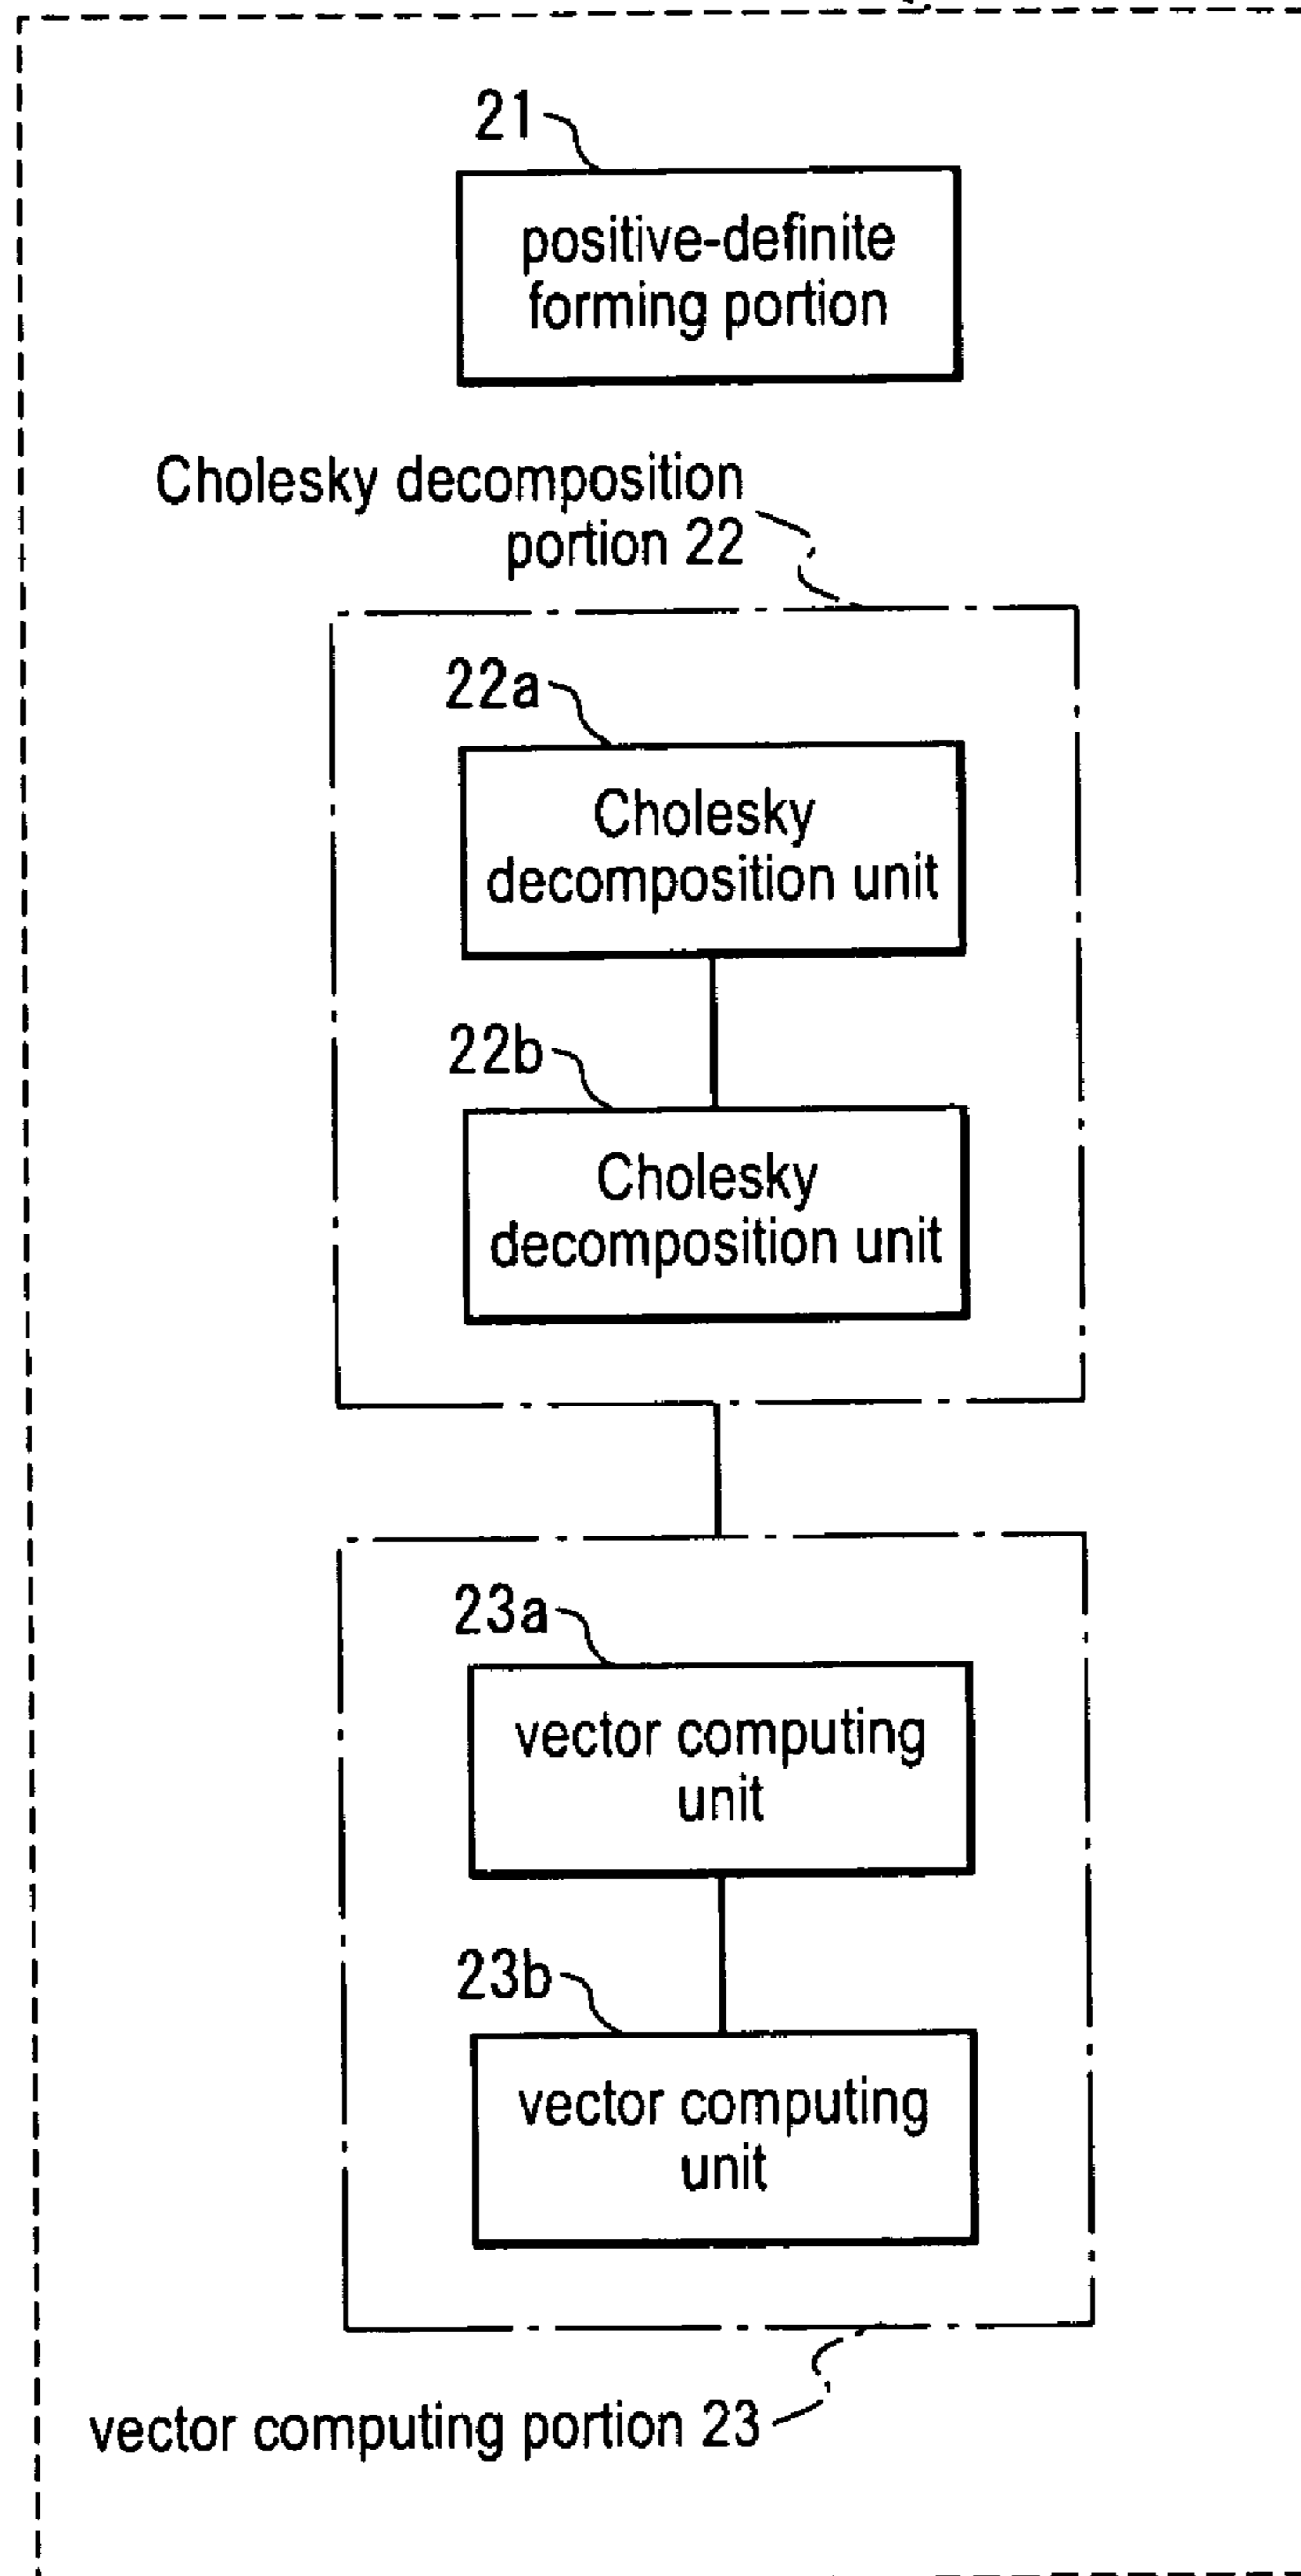 21
positive-definite
forming portion
Cholesky decomposition
portion 22
22a
Cholesky
decomposition unit
22b
Cholesky
decomposition unit
23a
vector computing
unit
23b
vector computing
unit
vector computing portion 23